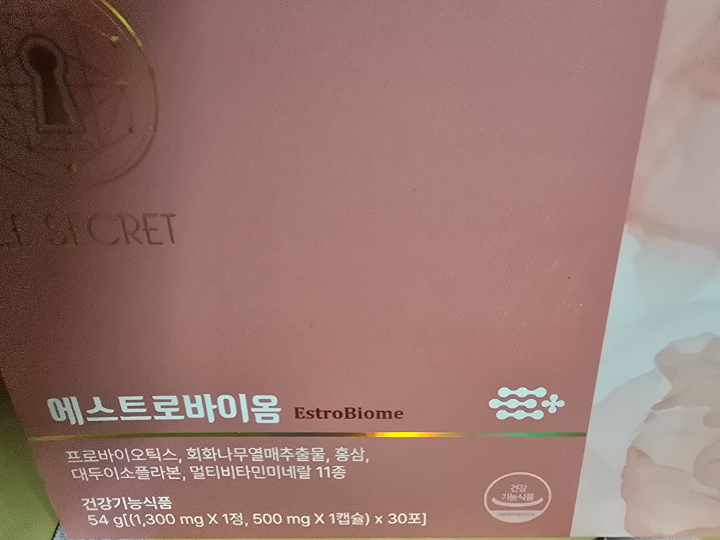 SECRET
에스트로바이옴 EstroBiome
프로바이오틱스, 회화나무열매추출물, 홍삼,
대두이소플라본, 멀티비타민미네랄 11종
건강기능식품
54 g[(1,300 mg X 1정, 500 mg X 1캡슐) x 30포]
건강
기능식품